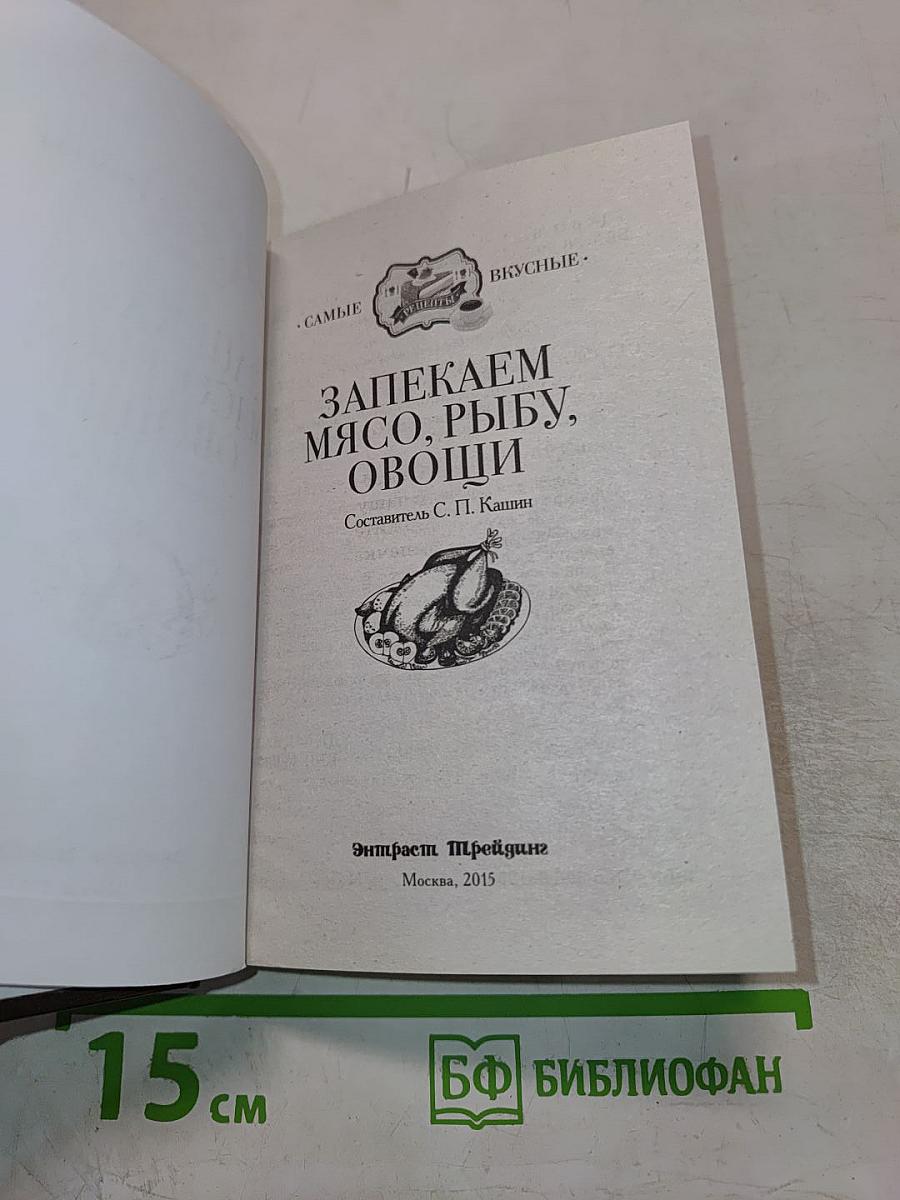 · САМЫЕ РЕЦЕПТЫ ВКУСНЫЕ ·
ЗАПЕКАЕМ
МЯСО, РЫБУ,
ОВОЩИ
Составитель С. П. Кашин
Энтраст Трейдинг
Москва, 2015
15 см
БФ БИБЛИОФАН